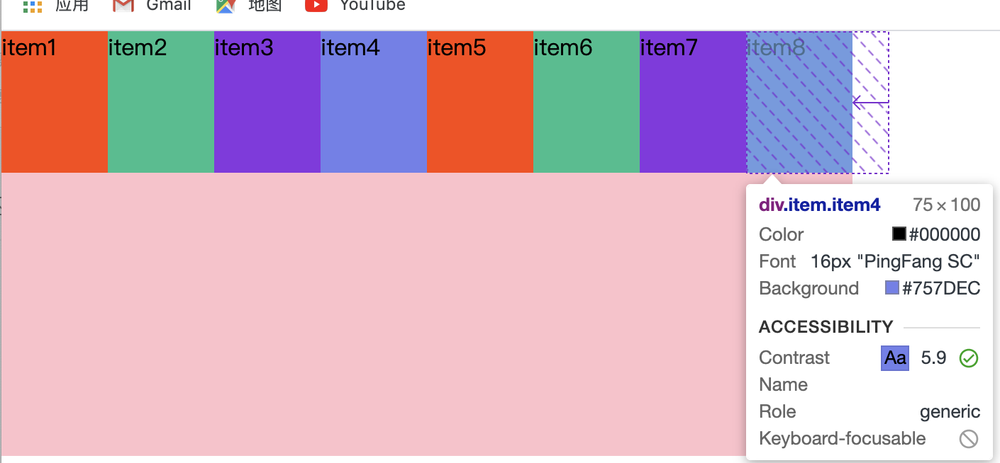 应用 Gmail 地图 YouTube
item1 item2 item3 item4 item5 item6 item7 item8
div.item.item4 75 × 100
Color #000000
Font 16px "PingFang SC"
Background #757DEC
ACCESSIBILITY
Contrast Aa 5.9
Name
Role generic
Keyboard-focusable